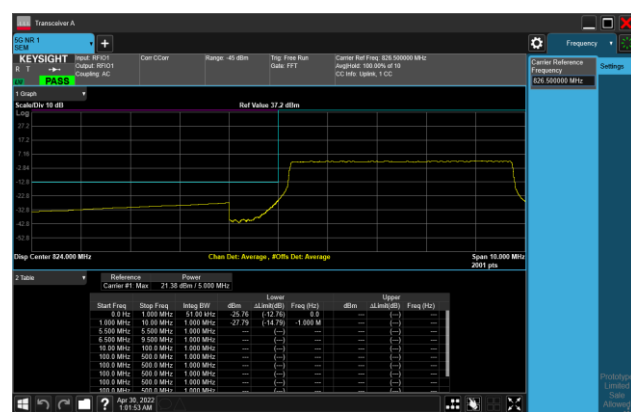 Transceiver A
5G NR 1
SEM
KEYSIGHT
R T
PASS
Input: RFIO1
Output: RFIO1
Coupling: AC
Corr CCorr
Range: -45 dBm
Trig: Free Run
Gate: FFT
Carrier Ref Freq: 826.500000 MHz
Avg|Hold: 100.00% of 10
CC Info: Uplink, 1 CC
Frequency
Carrier Reference
Frequency
826.500000 MHz
Settings
1 Graph
Scale/Div 10 dB
Ref Value 37.2 dBm
Log
27.2
17.2
7.18
-2.84
-12.8
-22.8
-32.8
-42.8
-52.8
Disp Center 824.000 MHz
Chan Det: Average, #Offs Det: Average
Span 10.000 MHz
2001 pts
2 Table
Reference Power
Carrier #1 Max 21.38 dBm / 5.000 MHz
Lower Upper
Start Freq Stop Freq Integ BW dBm ΔLimit(dB) Freq (Hz) dBm ΔLimit(dB) Freq (Hz)
0.0 Hz 1.000 MHz 51.00 kHz -25.76 (-12.76) 0.0 --- (---) ---
1.000 MHz 10.00 MHz 1.000 MHz -27.79 (-14.79) -1.000 M --- (---) ---
5.500 MHz 5.500 MHz 1.000 MHz --- (---) --- --- (---) ---
6.500 MHz 9.500 MHz 1.000 MHz --- (---) --- --- (---) ---
10.00 MHz 100.0 MHz 1.000 MHz --- (---) --- --- (---) ---
100.0 MHz 500.0 MHz 1.000 MHz --- (---) --- --- (---) ---
100.0 MHz 500.0 MHz 1.000 MHz --- (---) --- --- (---) ---
100.0 MHz 500.0 MHz 1.000 MHz --- (---) --- --- (---) ---
100.0 MHz 500.0 MHz 1.000 MHz --- (---) --- --- (---) ---
100.0 MHz 500.0 MHz 1.000 MHz --- (---) --- --- (---) ---
Prototype
Limited
Sale
Allowed
Apr 30, 2022
1:01:53 AM